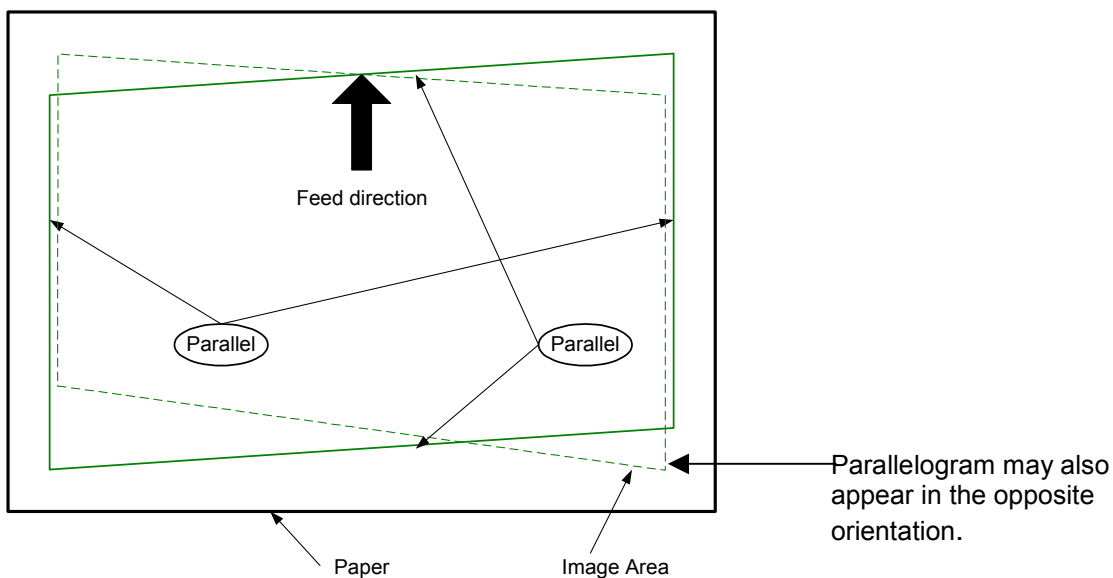 Feed direction
Parallel
Parallel
Parallelogram may also
appear in the opposite
orientation.
Paper
Image Area